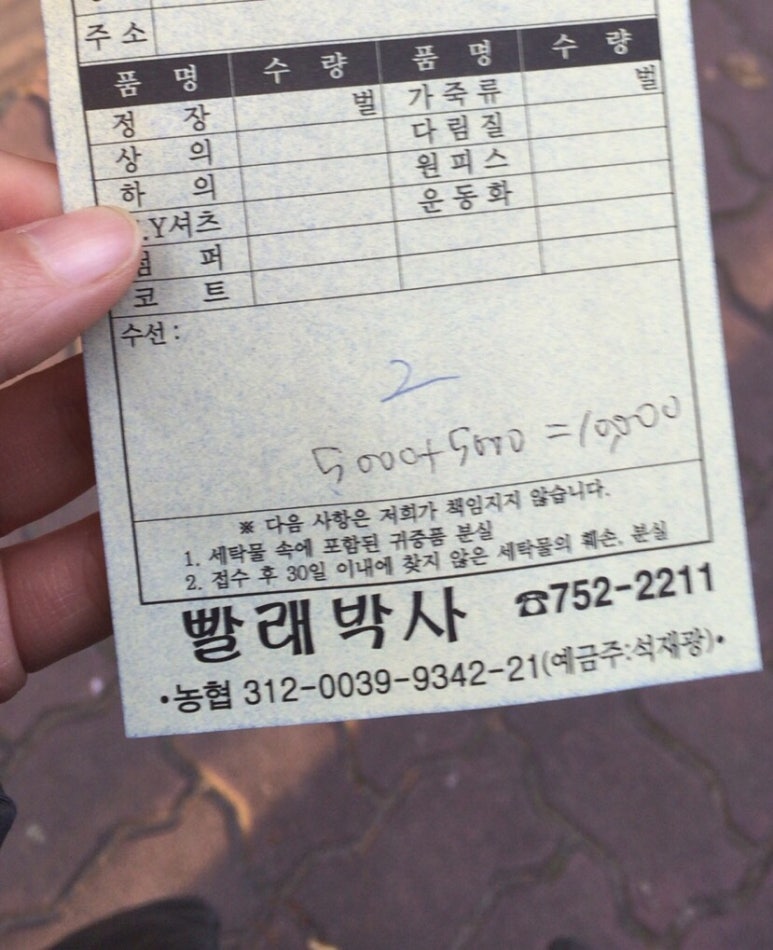 주소
품 명 수 량 품 명 수 량
정 장 벌 가죽류 벌
상 의 다림질
하 의 원피스
Y셔츠 운동화
퍼
코 트
수선 :
2
5000+5000 = 10,000
※ 다음 사항은 저희가 책임지지 않습니다.
1. 세탁물 속에 포함된 귀중품 분실
2. 접수 후 30일 이내에 찾지 않은 세탁물의 훼손, 분실
빨래박사 ☎752-2211
•농협 312-0039-9342-21(예금주:석재광)•